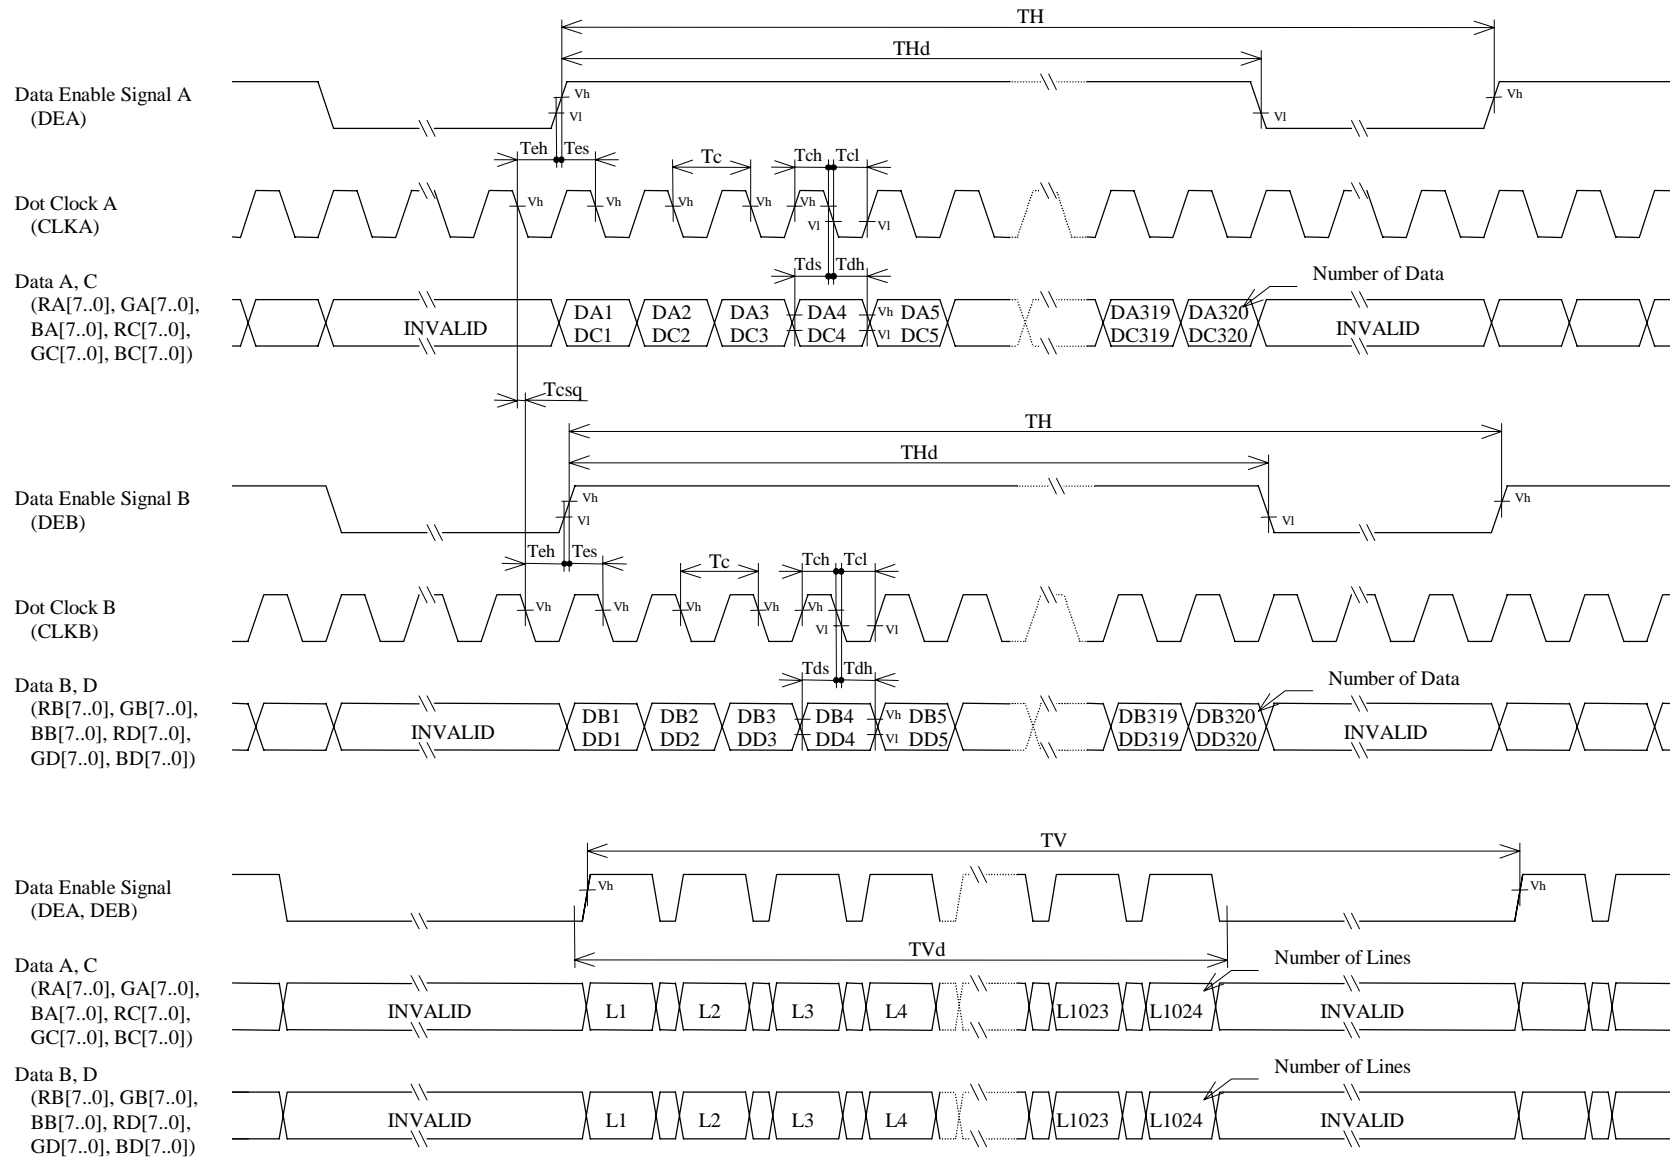 TH
THd
Data Enable Signal A
(DEA)
Vh
Vl
Vl
Vh
Teh Tes Tc Tch Tcl
Dot Clock A
(CLKA)
Vh Vh Vh Vh Vh
Vl Vl
Tds Tdh
Number of Data
Data A, C
(RA[7..0], GA[7..0],
BA[7..0], RC[7..0],
GC[7..0], BC[7..0])
INVALID
DA1 DA2 DA3 DA4 Vh DA5 DA319 DA320
DC1 DC2 DC3 DC4 Vl DC5 DC319 DC320
INVALID
Tcsq
TH
THd
Data Enable Signal B
(DEB)
Vh
Vl
Vl
Vh
Teh Tes Tc Tch Tcl
Dot Clock B
(CLKB)
Vh Vh Vh Vh Vh
Vl Vl
Tds Tdh
Number of Data
Data B, D
(RB[7..0], GB[7..0],
BB[7..0], RD[7..0],
GD[7..0], BD[7..0])
INVALID
DB1 DB2 DB3 DB4 Vh DB5 DB319 DB320
DD1 DD2 DD3 DD4 Vl DD5 DD319 DD320
INVALID
TV
Data Enable Signal
(DEA, DEB)
Vh
Vh
TVd
Number of Lines
Data A, C
(RA[7..0], GA[7..0],
BA[7..0], RC[7..0],
GC[7..0], BC[7..0])
INVALID L1 L2 L3 L4 L1023 L1024 INVALID
Number of Lines
Data B, D
(RB[7..0], GB[7..0],
BB[7..0], RD[7..0],
GD[7..0], BD[7..0])
INVALID L1 L2 L3 L4 L1023 L1024 INVALID